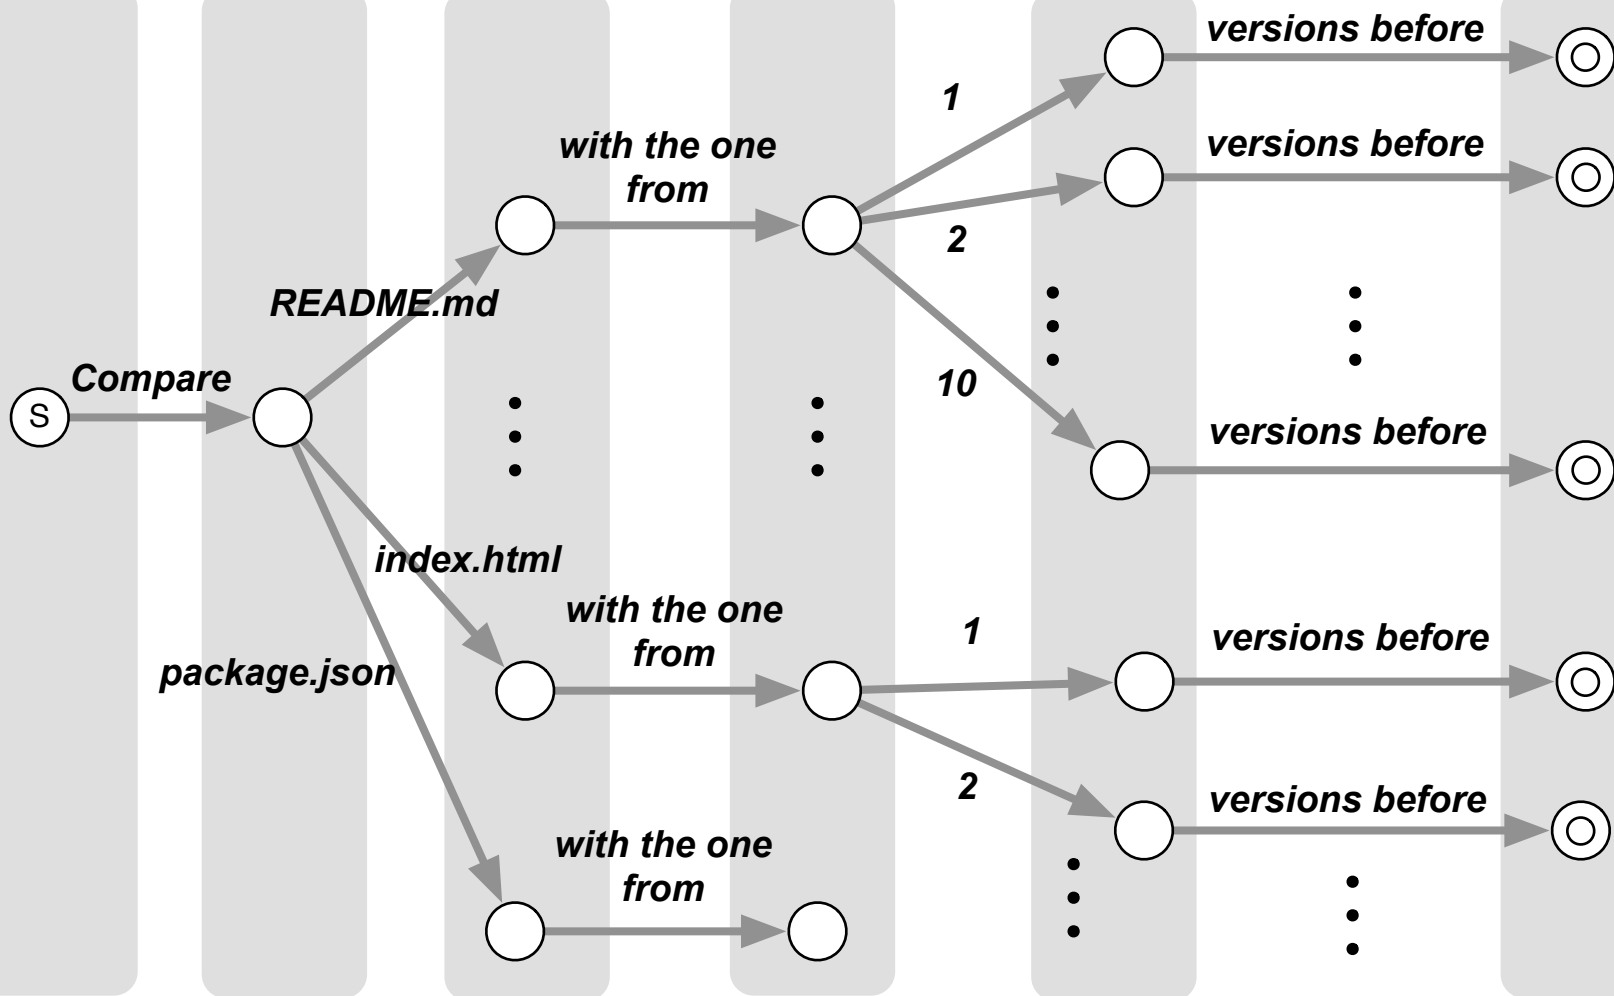 versions before
1
versions before
with the one
from
2
README.md
Compare
10
S
versions before
index.html
with the one
from
1
versions before
package.json
2
versions before
with the one
from